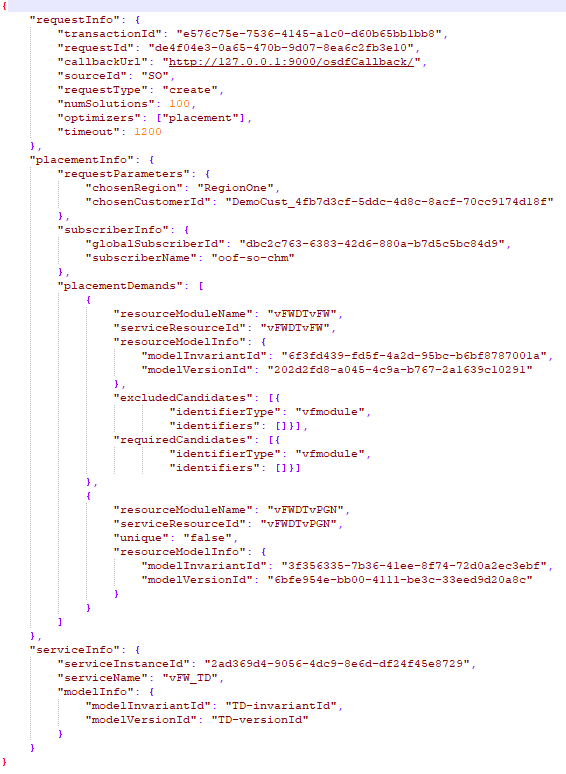 {
    "requestInfo": {
        "transactionId": "e576c75e-7536-4145-a1c0-d60b65bb1bb8",
        "requestId": "de4f04e3-0a65-470b-9d07-8ea6c2fb3e10",
        "callbackUrl": "http://127.0.0.1:9000/osdfCallback/",
        "sourceId": "SO",
        "requestType": "create",
        "numSolutions": 100,
        "optimizers": ["placement"],
        "timeout": 1200
    },
    "placementInfo": {
        "requestParameters": {
            "chosenRegion": "RegionOne",
            "chosenCustomerId": "DemoCust_4fb7d3cf-5ddc-4d8c-8acf-70cc9174d18f"
        },
        "subscriberInfo": {
            "globalSubscriberId": "dbc2c763-6383-42d6-880a-b7d5c5bc84d9",
            "subscriberName": "oof-so-chm"
        },
        "placementDemands": [
            {
                "resourceModuleName": "vFWDTvFW",
                "serviceResourceId": "vFWDTvFW",
                "resourceModelInfo": {
                    "modelInvariantId": "6f3fd439-fd5f-4a2d-95bc-b6bf8787001a",
                    "modelVersionId": "202d2fd8-a045-4c9a-b767-2a1639c10291"
                },
                "excludedCandidates": [{
                        "identifierType": "vfmodule",
                        "identifiers": []}],
                "requiredCandidates": [{
                        "identifierType": "vfmodule",
                        "identifiers": []}]
            },
            {
                "resourceModuleName": "vFWDTvPGN",
                "serviceResourceId": "vFWDTvPGN",
                "unique": "false",
                "resourceModelInfo": {
                    "modelInvariantId": "3f356335-7b36-41ee-8f74-72d0a2ec3ebf",
                    "modelVersionId": "6bfe954e-bb00-4111-be3c-33eed9d20a8c"
                }
            }
        ]
    },
    "serviceInfo": {
        "serviceInstanceId": "2ad369d4-9056-4dc9-8e6d-df24f45e8729",
        "serviceName": "vFW_TD",
        "modelInfo": {
            "modelInvariantId": "TD-invariantId",
            "modelVersionId": "TD-versionId"
        }
    }
}